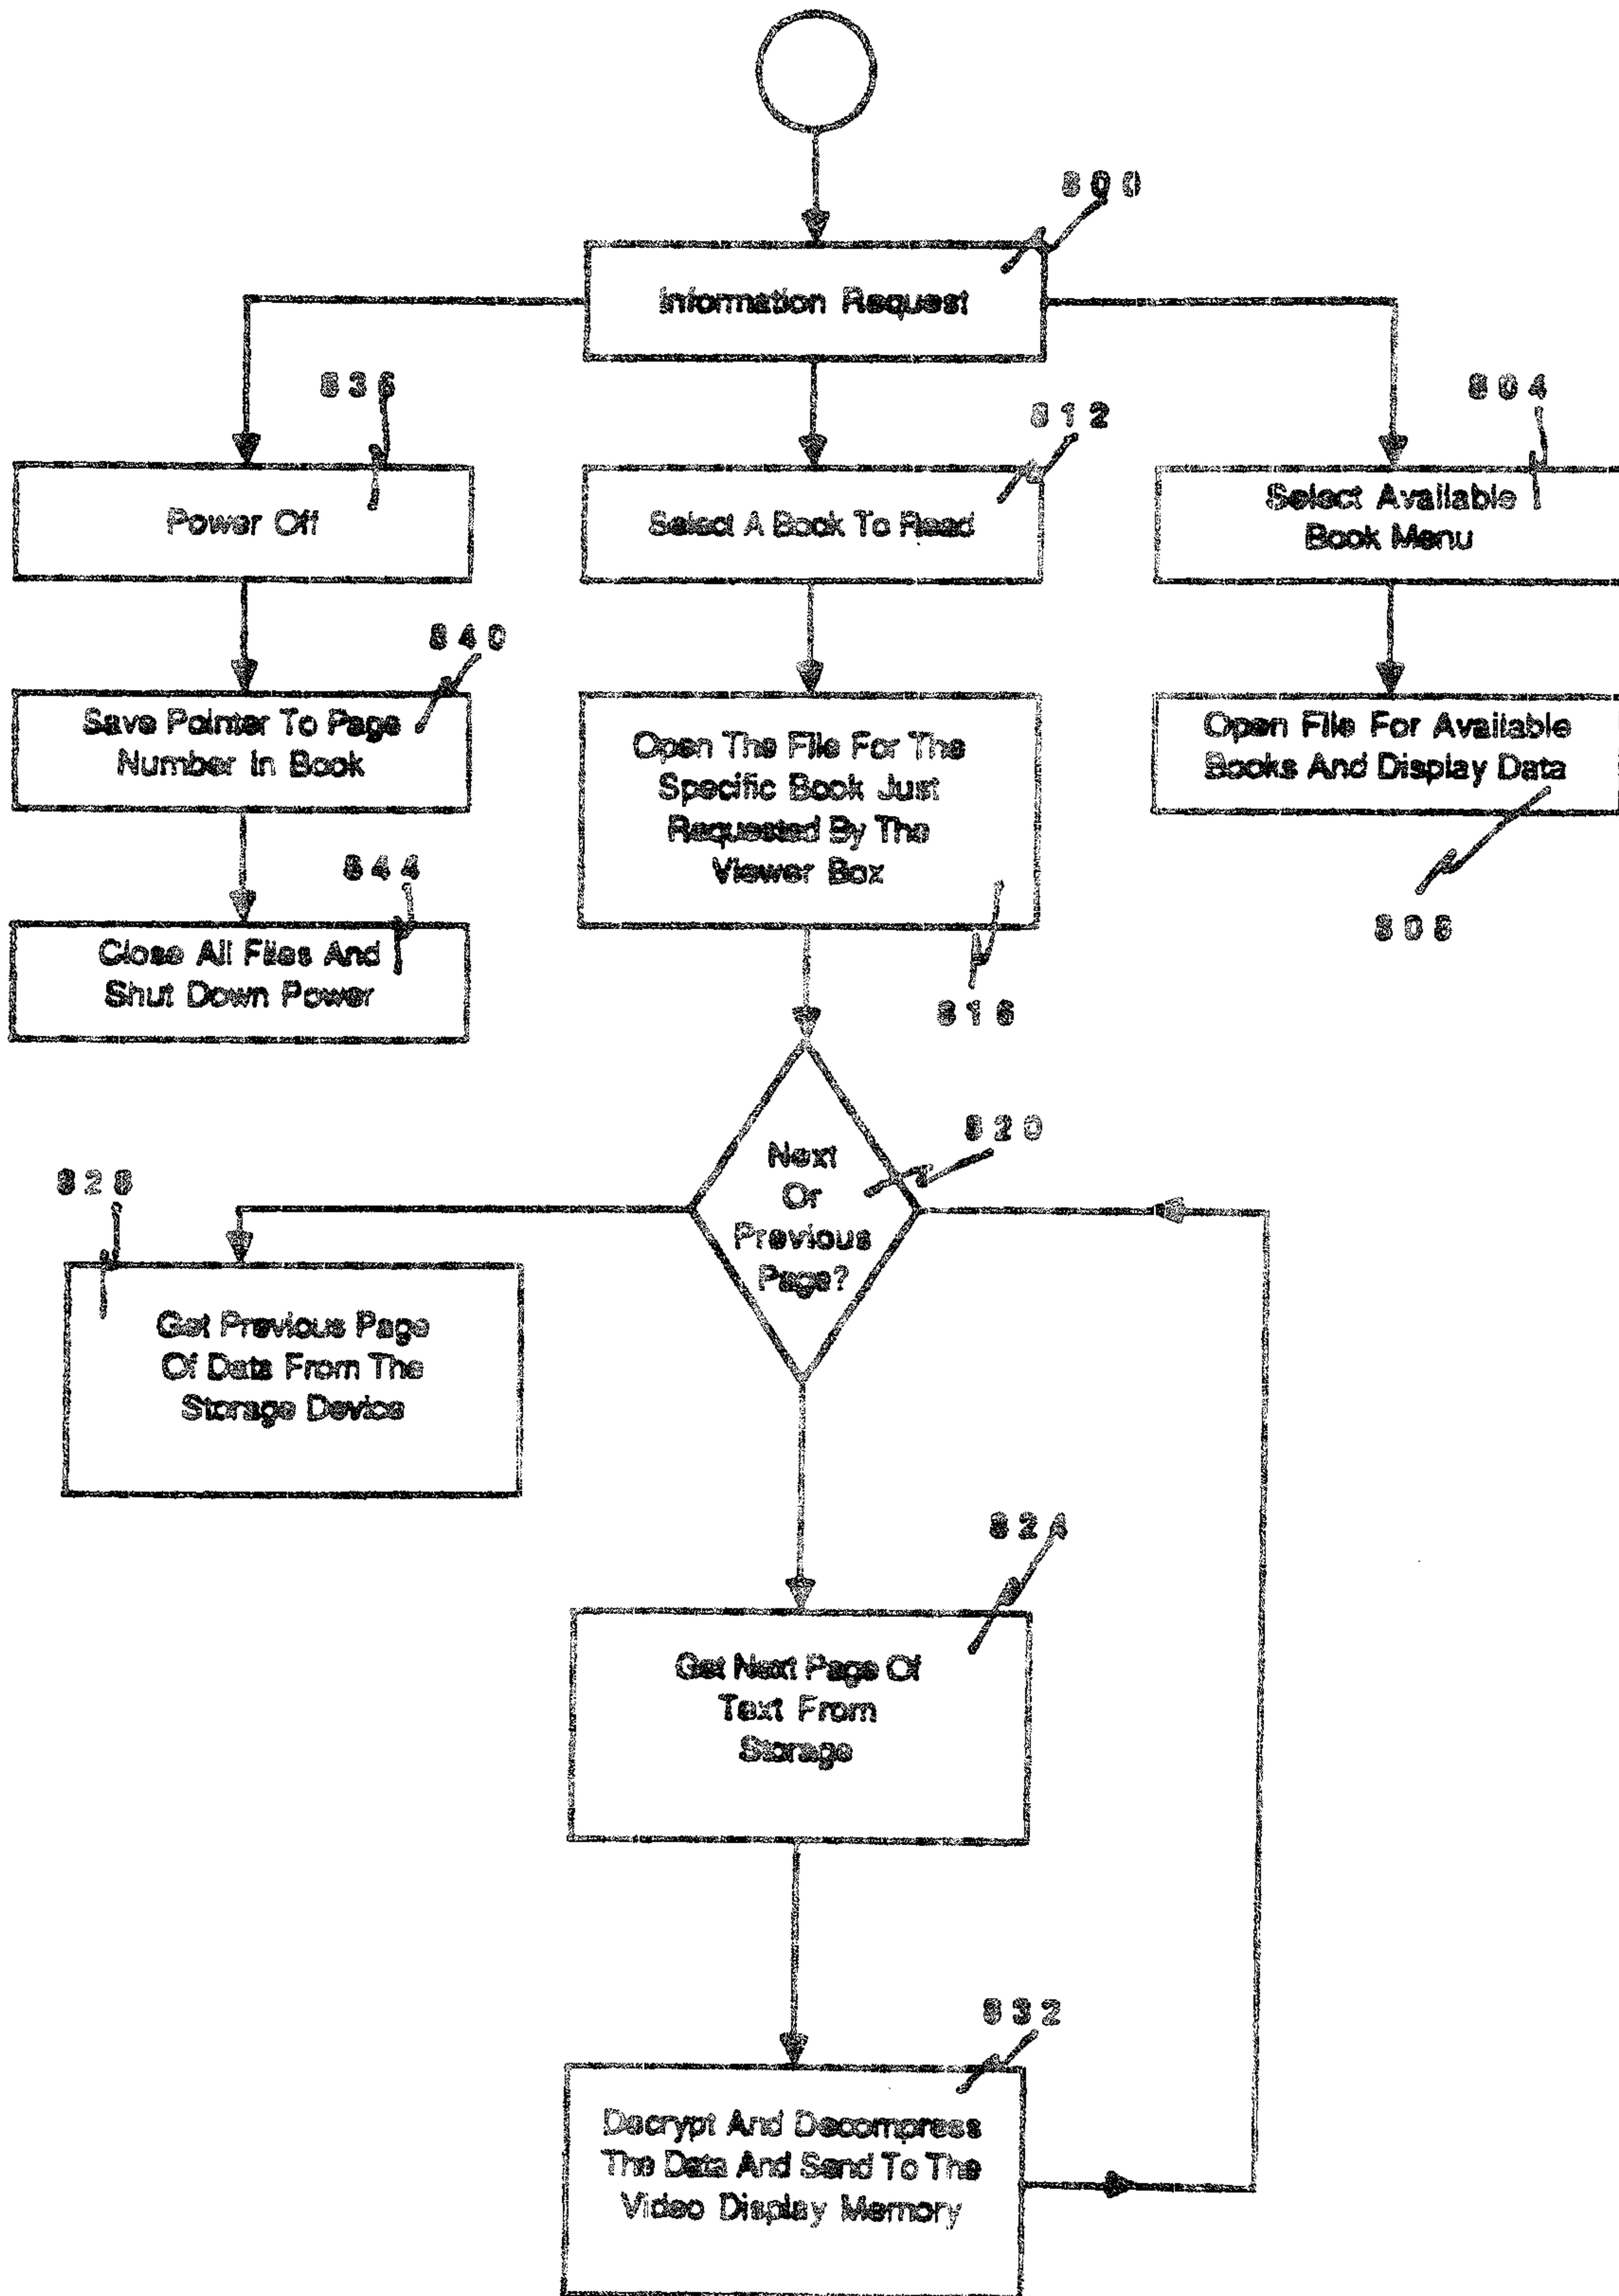 800
Information Request
836
812
804
Power Off
Select A Book To Read
Select Available
Book Menu
840
Save Pointer To Page
Number In Book
Open The File For The
Specific Book Just
Requested By The
Viewer Box
Open File For Available
Books And Display Data
844
808
Close All Files And
Shut Down Power
816
820
Next
Or
Previous
Page?
828
Get Previous Page
Of Data From The
Storage Device
824
Get Next Page Of
Text From
Storage
832
Decrypt And Decompress
The Data And Send To The
Video Display Memory